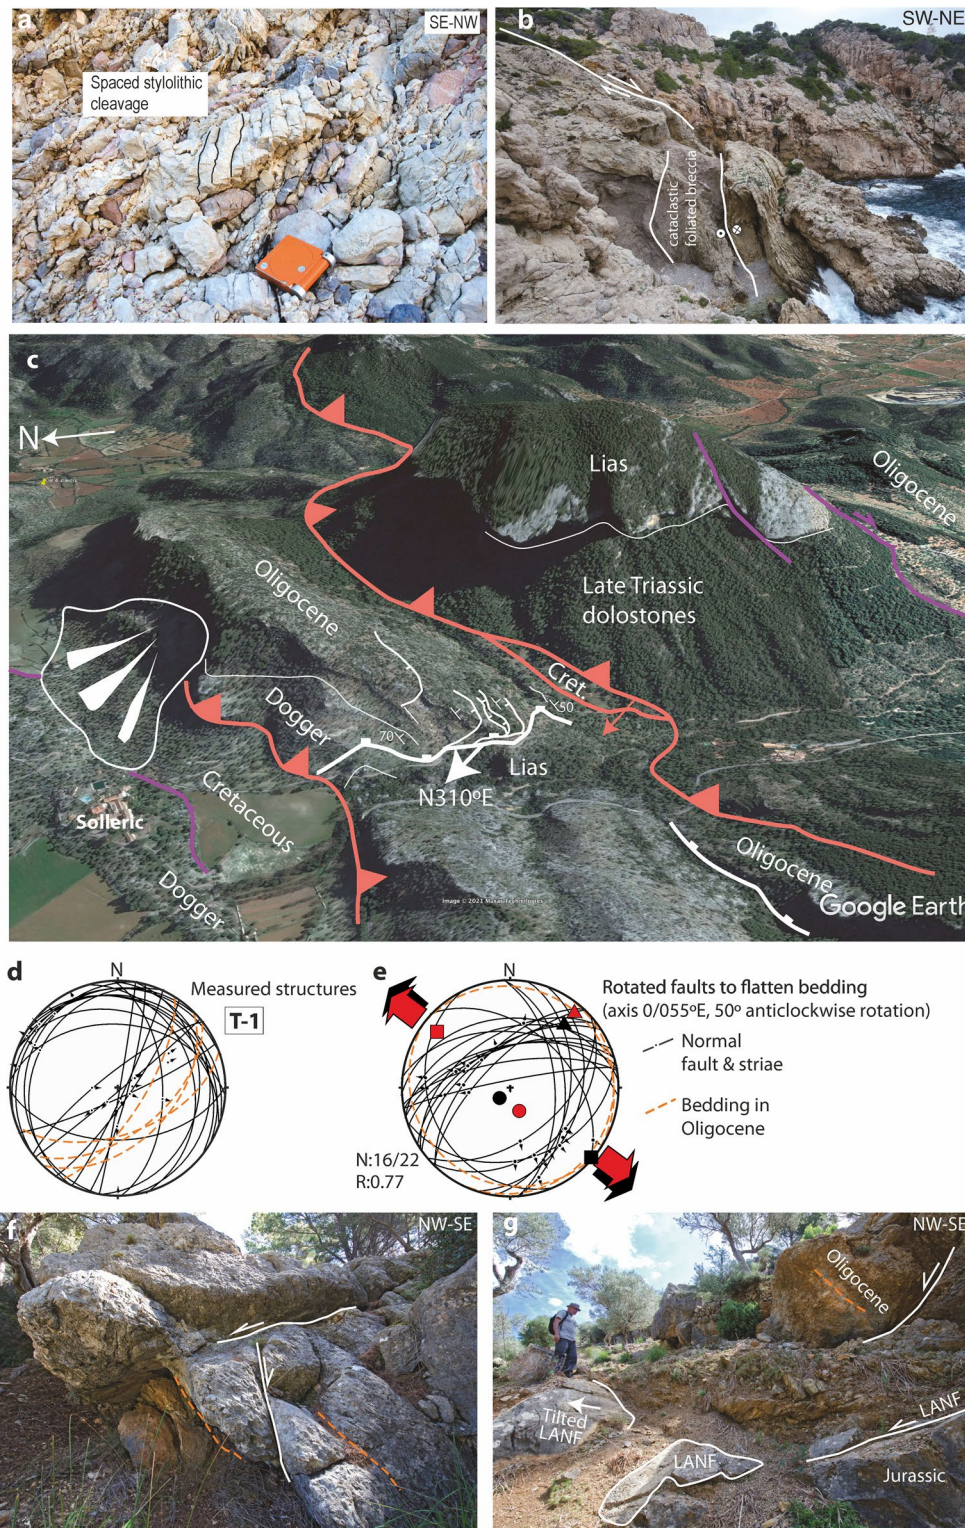 a
SE-NW
Spaced stylolithic
cleavage
b
SW-NE
cataclastic
foliated breccia
c
N
Lias
Oligocene
Oligocene
Late Triassic
dolostones
Cret.
50
Dogger
70
Lias
N310ºE
Cretaceous
Solleric
Dogger
Oligocene
Google Earth
d
N
Measured structures
T-1
e
N
Rotated faults to flatten bedding
(axis 0/055ºE, 50º anticlockwise rotation)
Normal
fault & striae
Bedding in
Oligocene
N:16/22
R:0.77
f
NW-SE
g
NW-SE
Oligocene
Tilted
LANF
LANF
LANF
Jurassic